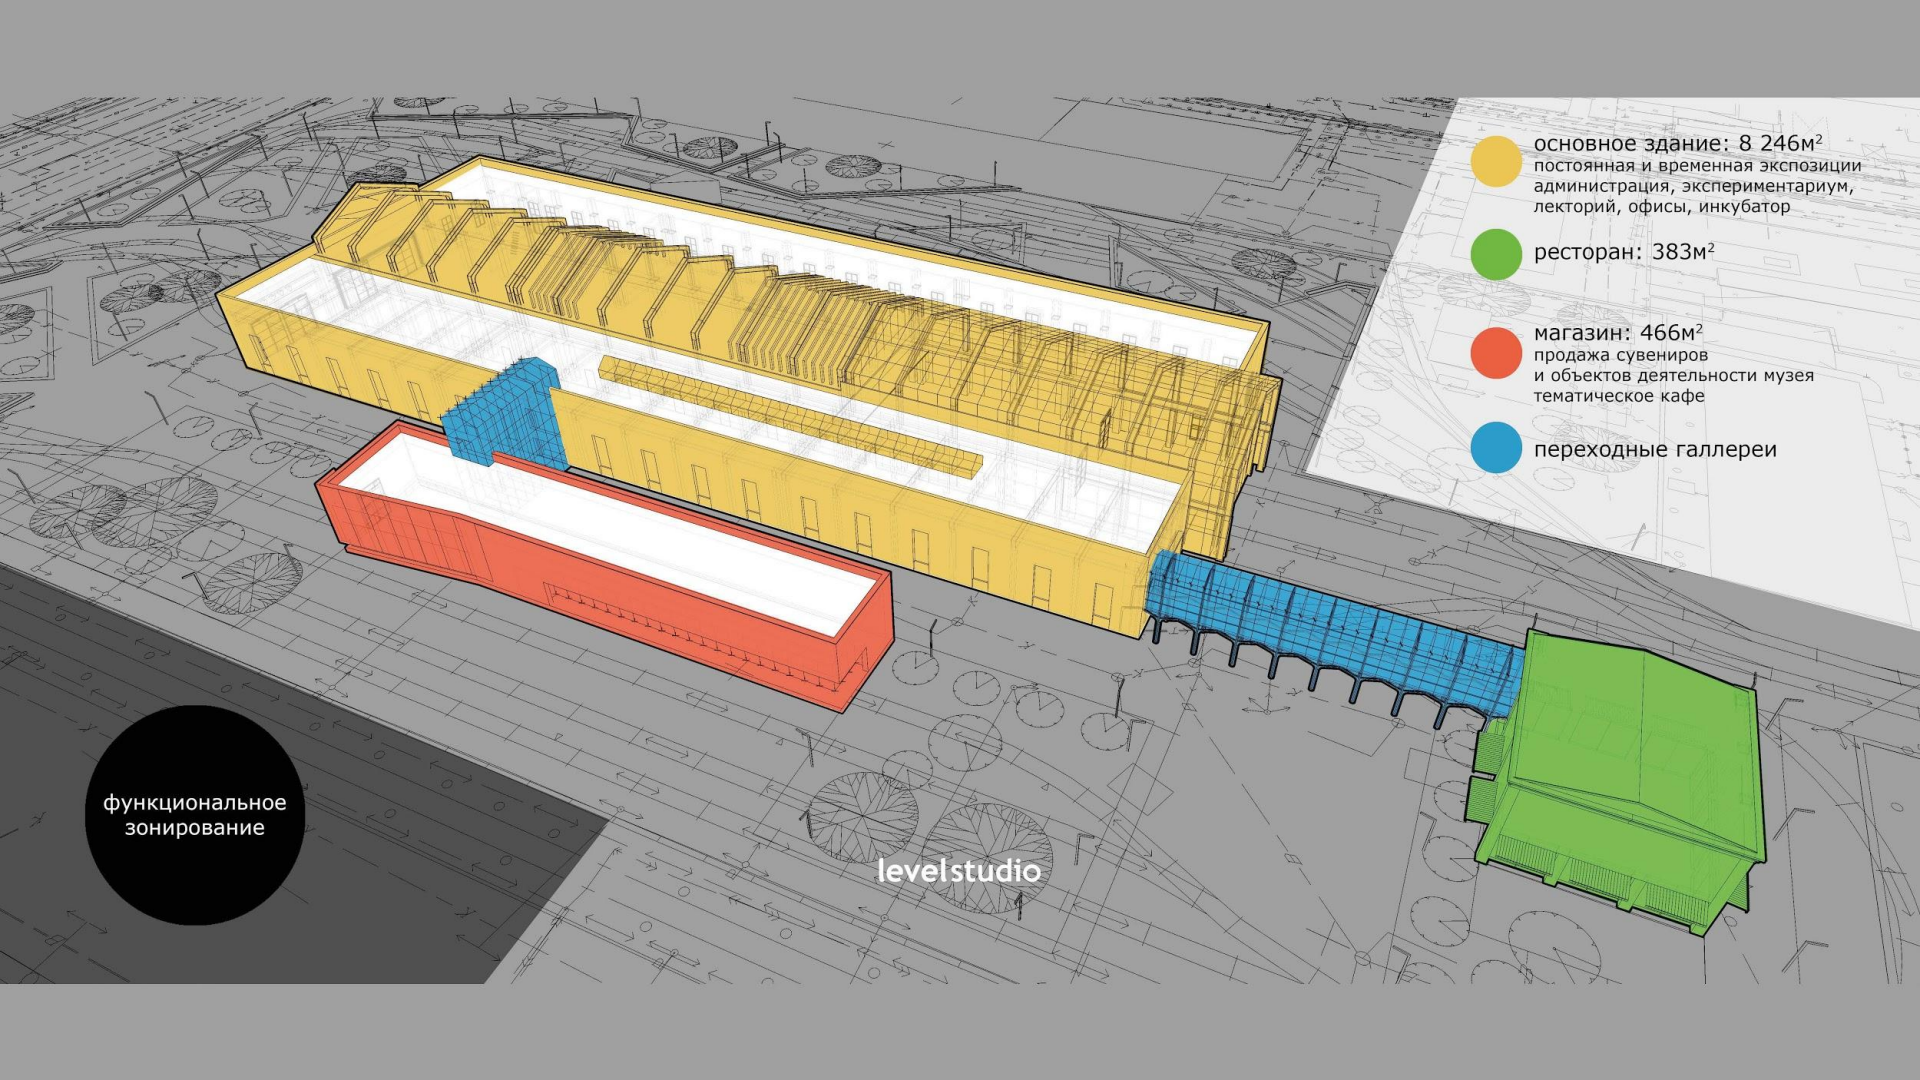 основное здание: 8 246м²
постоянная и временная экспозиции
администрация, экспериментариум,
лекторий, офисы, инкубатор
ресторан: 383м²
магазин: 466м²
продажа сувениров
и объектов деятельности музея
тематическое кафе
переходные галлереи
функциональное
зонирование
levelstudio